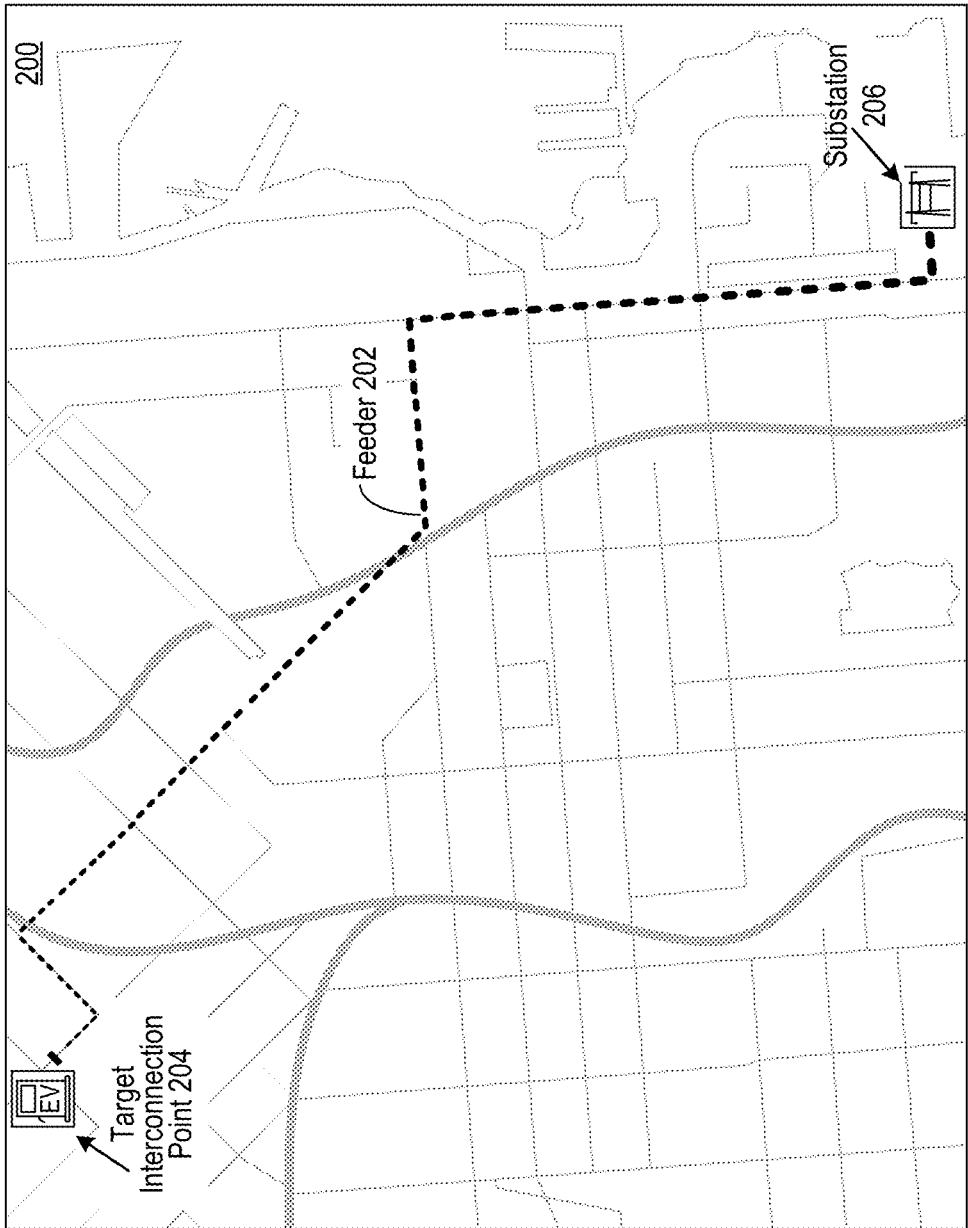 200
Substation
206
Feeder 202
EV
Target
Interconnection
Point 204